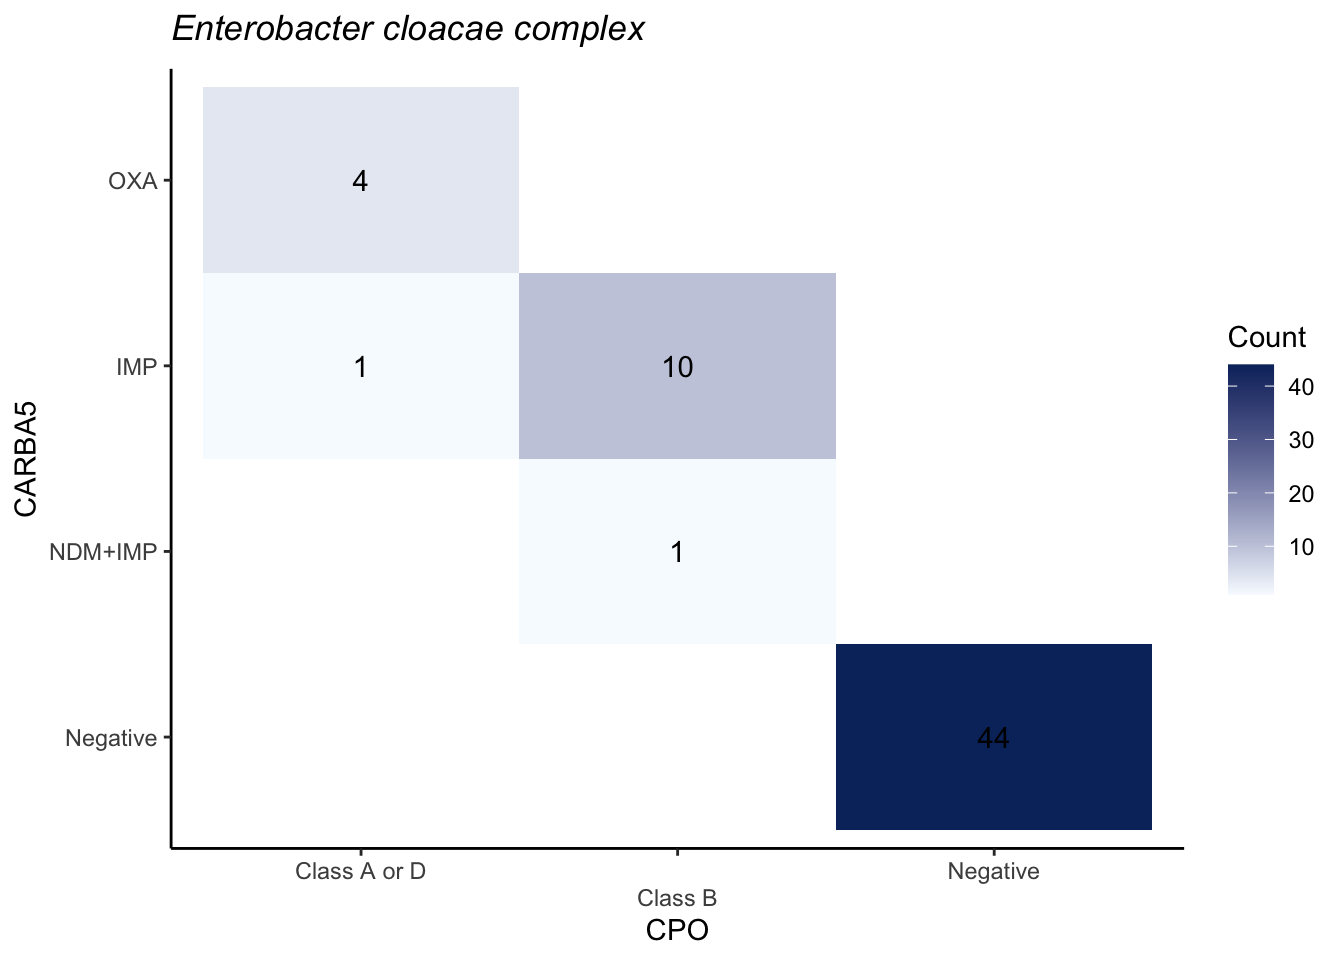 Enterobacter cloacae complex
OXA
4
IMP
1
10
NDM+IMP
1
Negative
44
CARBA5
Class A or D
Class B
Negative
CPO
Count
40
30
20
10